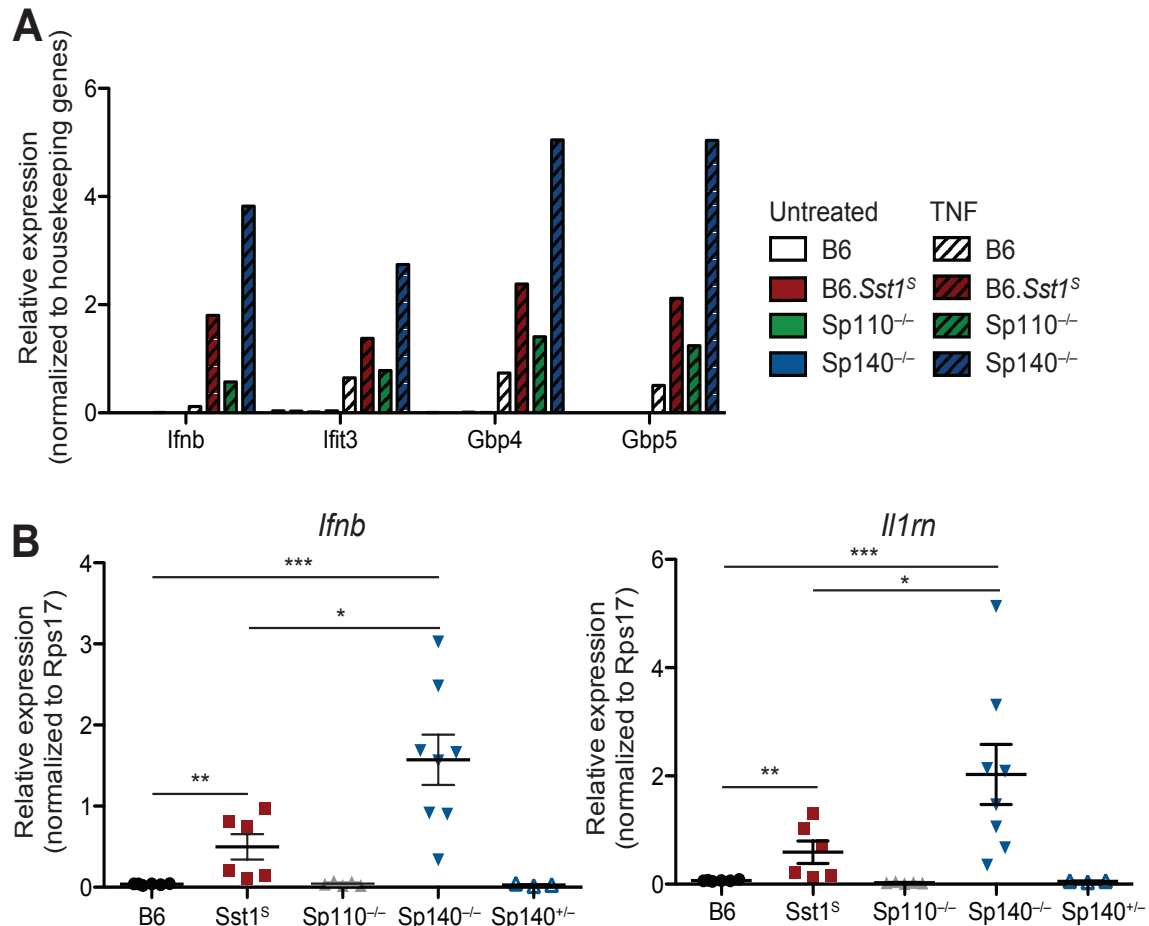 A
Relative expression
(normalized to housekeeping genes)
6
4
2
0
Ifnb Ifit3 Gbp4 Gbp5
Untreated TNF
B6 B6
B6.Sst1ˢ B6.Sst1ˢ
Sp110⁻/⁻ Sp110⁻/⁻
Sp140⁻/⁻ Sp140⁻/⁻
B
Ifnb
Relative expression
(normalized to Rps17)
4
3
2
1
0
***
*
**
B6 Sst1ˢ Sp110⁻/⁻ Sp140⁻/⁻ Sp140⁺/⁻
Il1rn
Relative expression
(normalized to Rps17)
6
4
2
0
***
*
**
B6 Sst1ˢ Sp110⁻/⁻ Sp140⁻/⁻ Sp140⁺/⁻